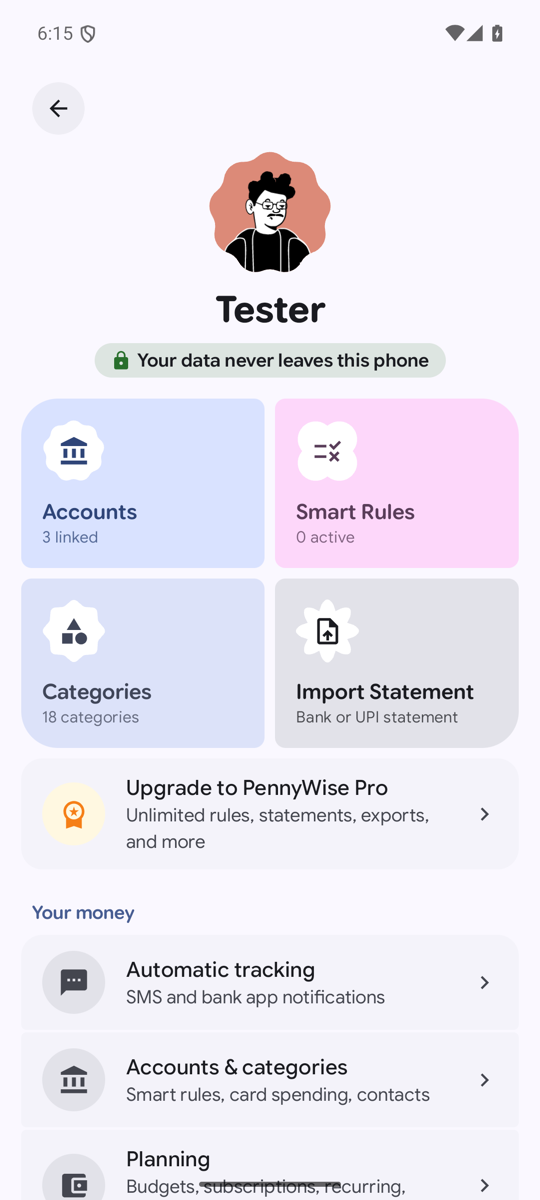 6:15
Tester
Your data never leaves this phone
Accounts
3 linked
Smart Rules
0 active
Categories
18 categories
Import Statement
Bank or UPI statement
Upgrade to PennyWise Pro
Unlimited rules, statements, exports,
and more
Your money
Automatic tracking
SMS and bank app notifications
Accounts & categories
Smart rules, card spending, contacts
Planning
Budgets, subscriptions, recurring,